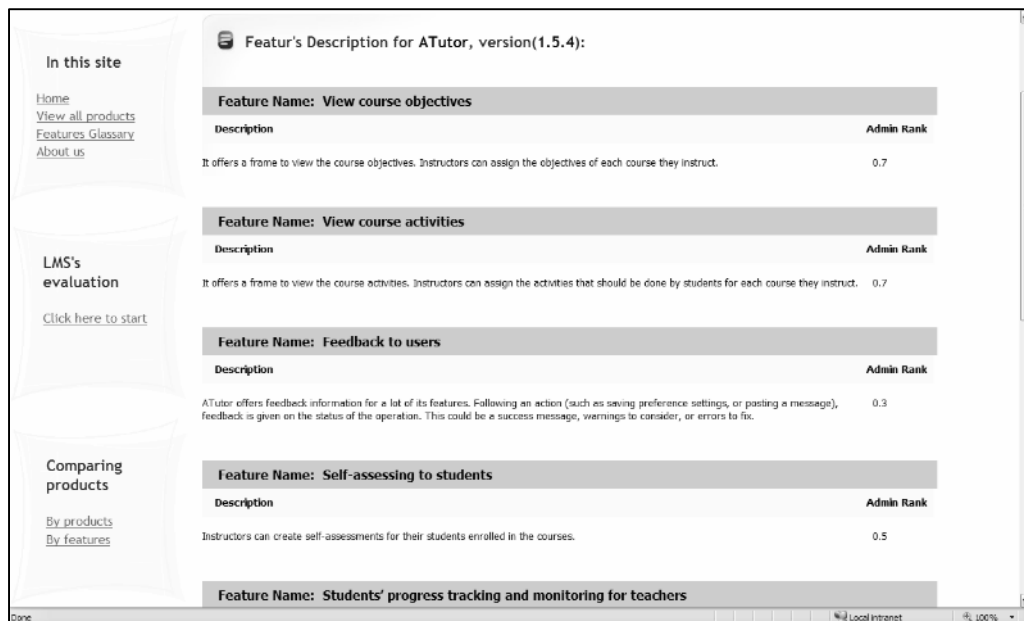 In this site
Home
View all products
Features Glassary
About us
LMS's
evaluation
Click here to start
Comparing
products
By products
By features
Featur's Description for ATutor, version(1.5.4):
Feature Name: View course objectives
Description Admin Rank
It offers a frame to view the course objectives. Instructors can assign the objectives of each course they instruct. 0.7
Feature Name: View course activities
Description Admin Rank
It offers a frame to view the course activities. Instructors can assign the activities that should be done by students for each course they instruct. 0.7
Feature Name: Feedback to users
Description Admin Rank
ATutor offers feedback information for a lot of its features. Following an action (such as saving preference settings, or posting a message), 0.3
feedback is given on the status of the operation. This could be a success message, warnings to consider, or errors to fix.
Feature Name: Self-assessing to students
Description Admin Rank
Instructors can create self-assessments for their students enrolled in the courses. 0.5
Feature Name: Students' progress tracking and monitoring for teachers
Done Local intranet 100%